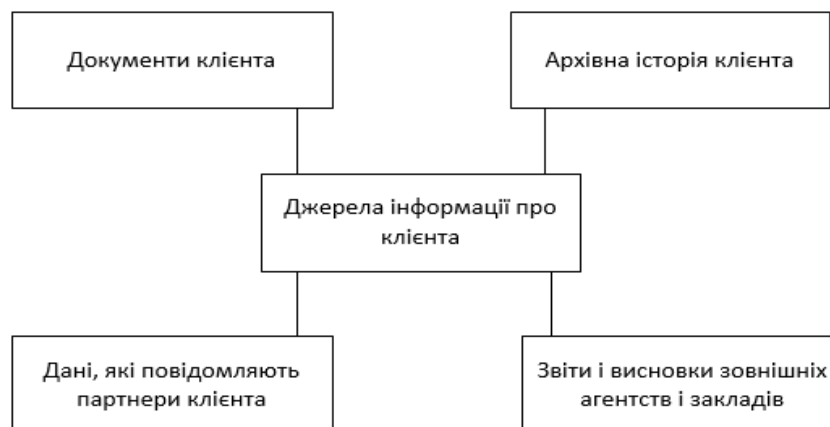 Документи клієнта
Архівна історія клієнта
Джерела інформації про
клієнта
Дані, які повідомляють
партнери клієнта
Звіти і висновки зовнішніх
агентств і закладів